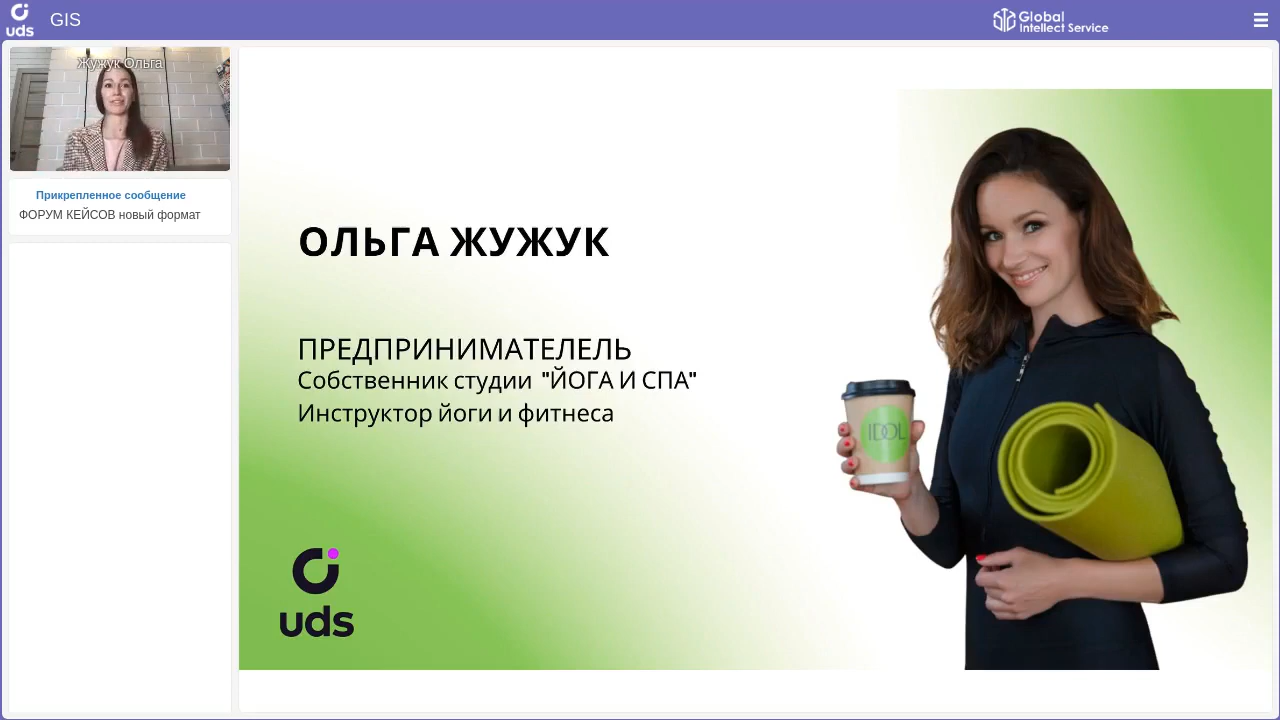 uds
GIS
Global
Intellect Service
Жужук Ольга
Прикрепленное сообщение
ФОРУМ КЕЙСОВ новый формат
ОЛЬГА ЖУЖУК
ПРЕДПРИНИМАТЕЛЕЛЬ
Собственник студии "ЙОГА И СПА"
Инструктор йоги и фитнеса
IDOL
uds